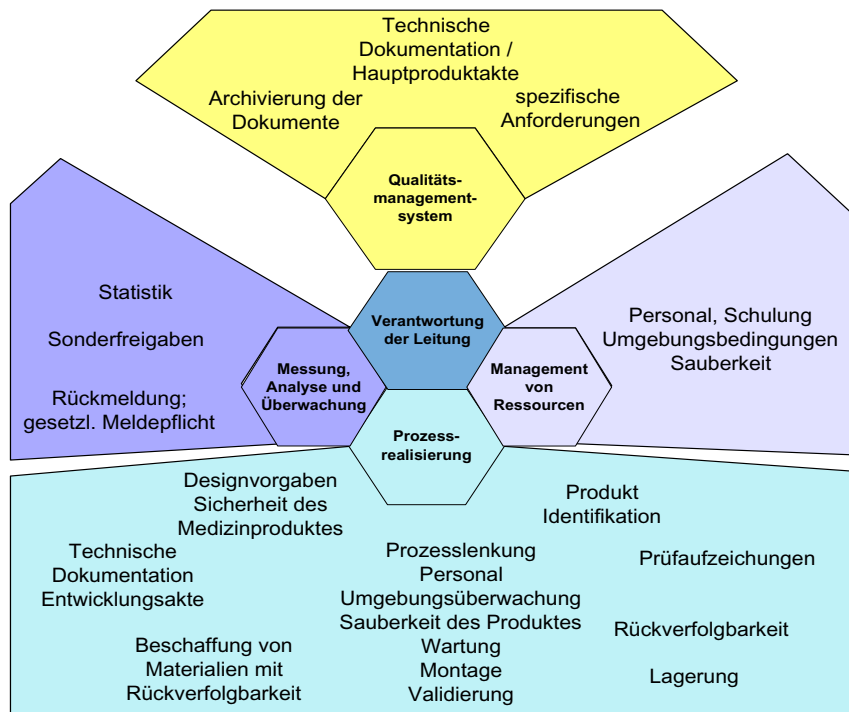 Technische
Dokumentation /
Hauptproduktakte
Archivierung der
Dokumente
spezifische
Anforderungen
Qualitäts-
management-
system
Statistik
Sonderfreigaben
Rückmeldung;
gesetzl. Meldepflicht
Verantwortung
der Leitung
Messung,
Analyse und
Überwachung
Management
von
Ressourcen
Personal, Schulung
Umgebungsbedingungen
Sauberkeit
Prozess-
realisierung
Designvorgaben
Sicherheit des
Medizinproduktes
Produkt
Identifikation
Technische
Dokumentation
Entwicklungsakte
Prozesslenkung
Personal
Umgebungsüberwachung
Sauberkeit des Produktes
Wartung
Montage
Validierung
Prüfaufzeichungen
Beschaffung von
Materialien mit
Rückverfolgbarkeit
Rückverfolgbarkeit
Lagerung